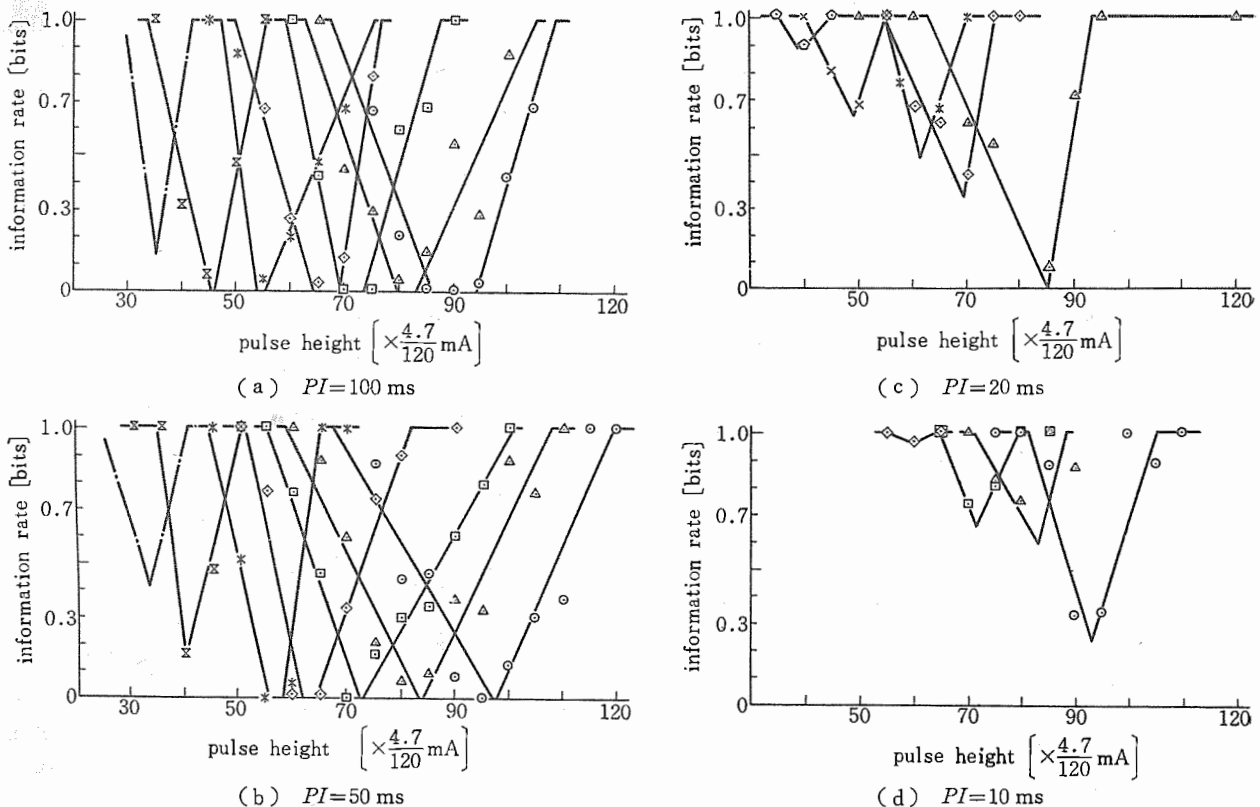 information rate [bits]
1.0
0.7
0.3
0
30 50 70 90 120
pulse height [×4.7/120 mA]
(a) PI=100 ms
information rate [bits]
1.0
0.7
0.3
0
30 50 70 90 120
pulse height [×4.7/120 mA]
(b) PI=50 ms
information rate [bits]
1.0
0.7
0.3
0
50 70 90 120
pulse height [×4.7/120 mA]
(c) PI=20 ms
information rate [bits]
1.0
0.7
0.3
0
50 70 90 120
pulse height [×4.7/120 mA]
(d) PI=10 ms